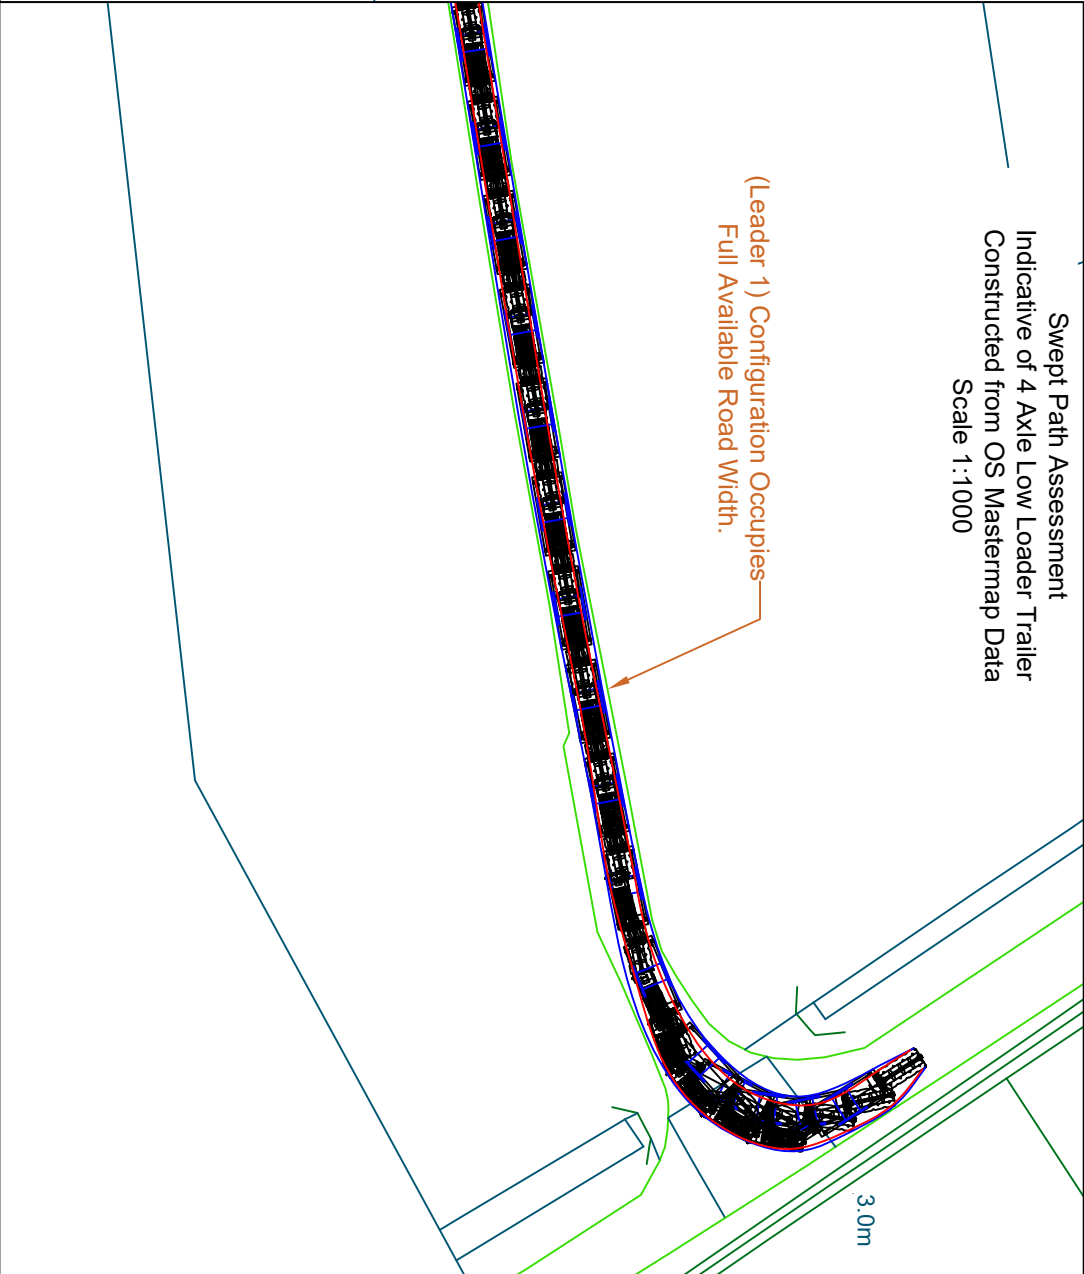 Swept Path Assessment
Indicative of 4 Axle Low Loader Trailer
Constructed from OS Mastermap Data
Scale 1:1000
(Leader 1) Configuration Occupies
Full Available Road Width.
3.0m